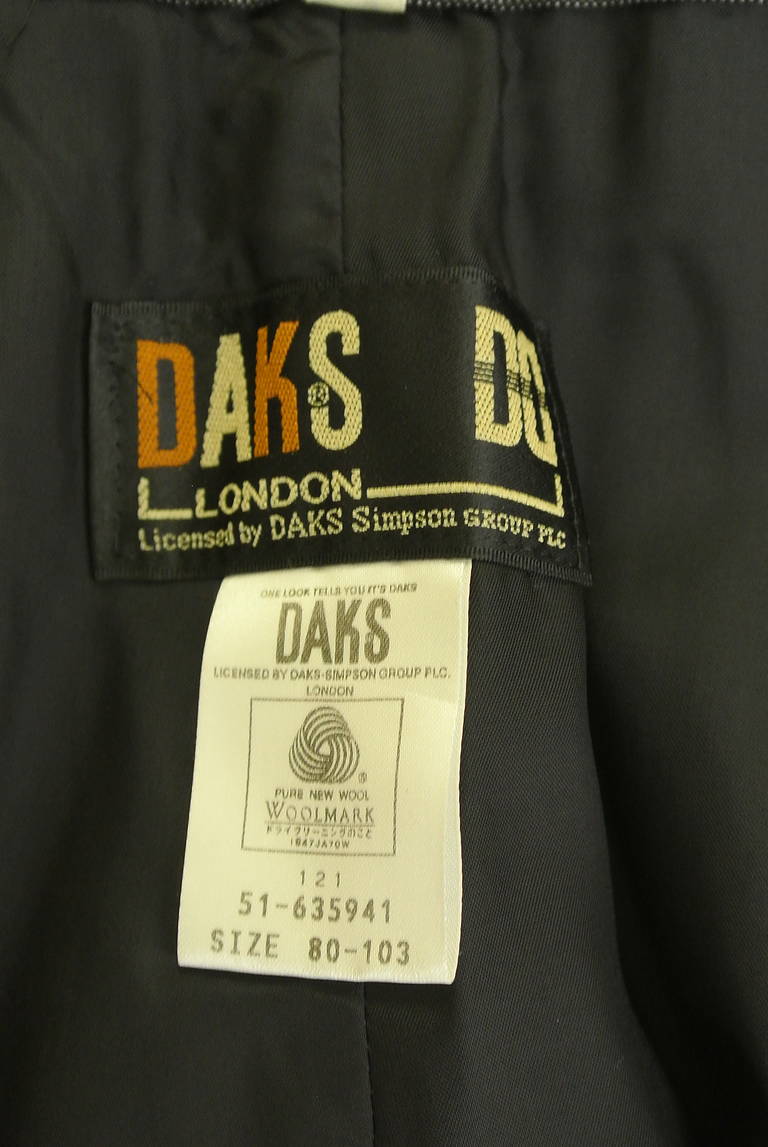 DAKS® DC
LONDON
Licensed by DAKS Simpson GROUP PLC
ONE LOOK TELLS YOU IT'S DAKS
DAKS
LICENSED BY DAKS-SIMPSON GROUP PLC.
LONDON
®
PURE NEW WOOL
WOOLMARK
ドライクリーニングのこと
1847JA70W
121
51-635941
SIZE 80-103